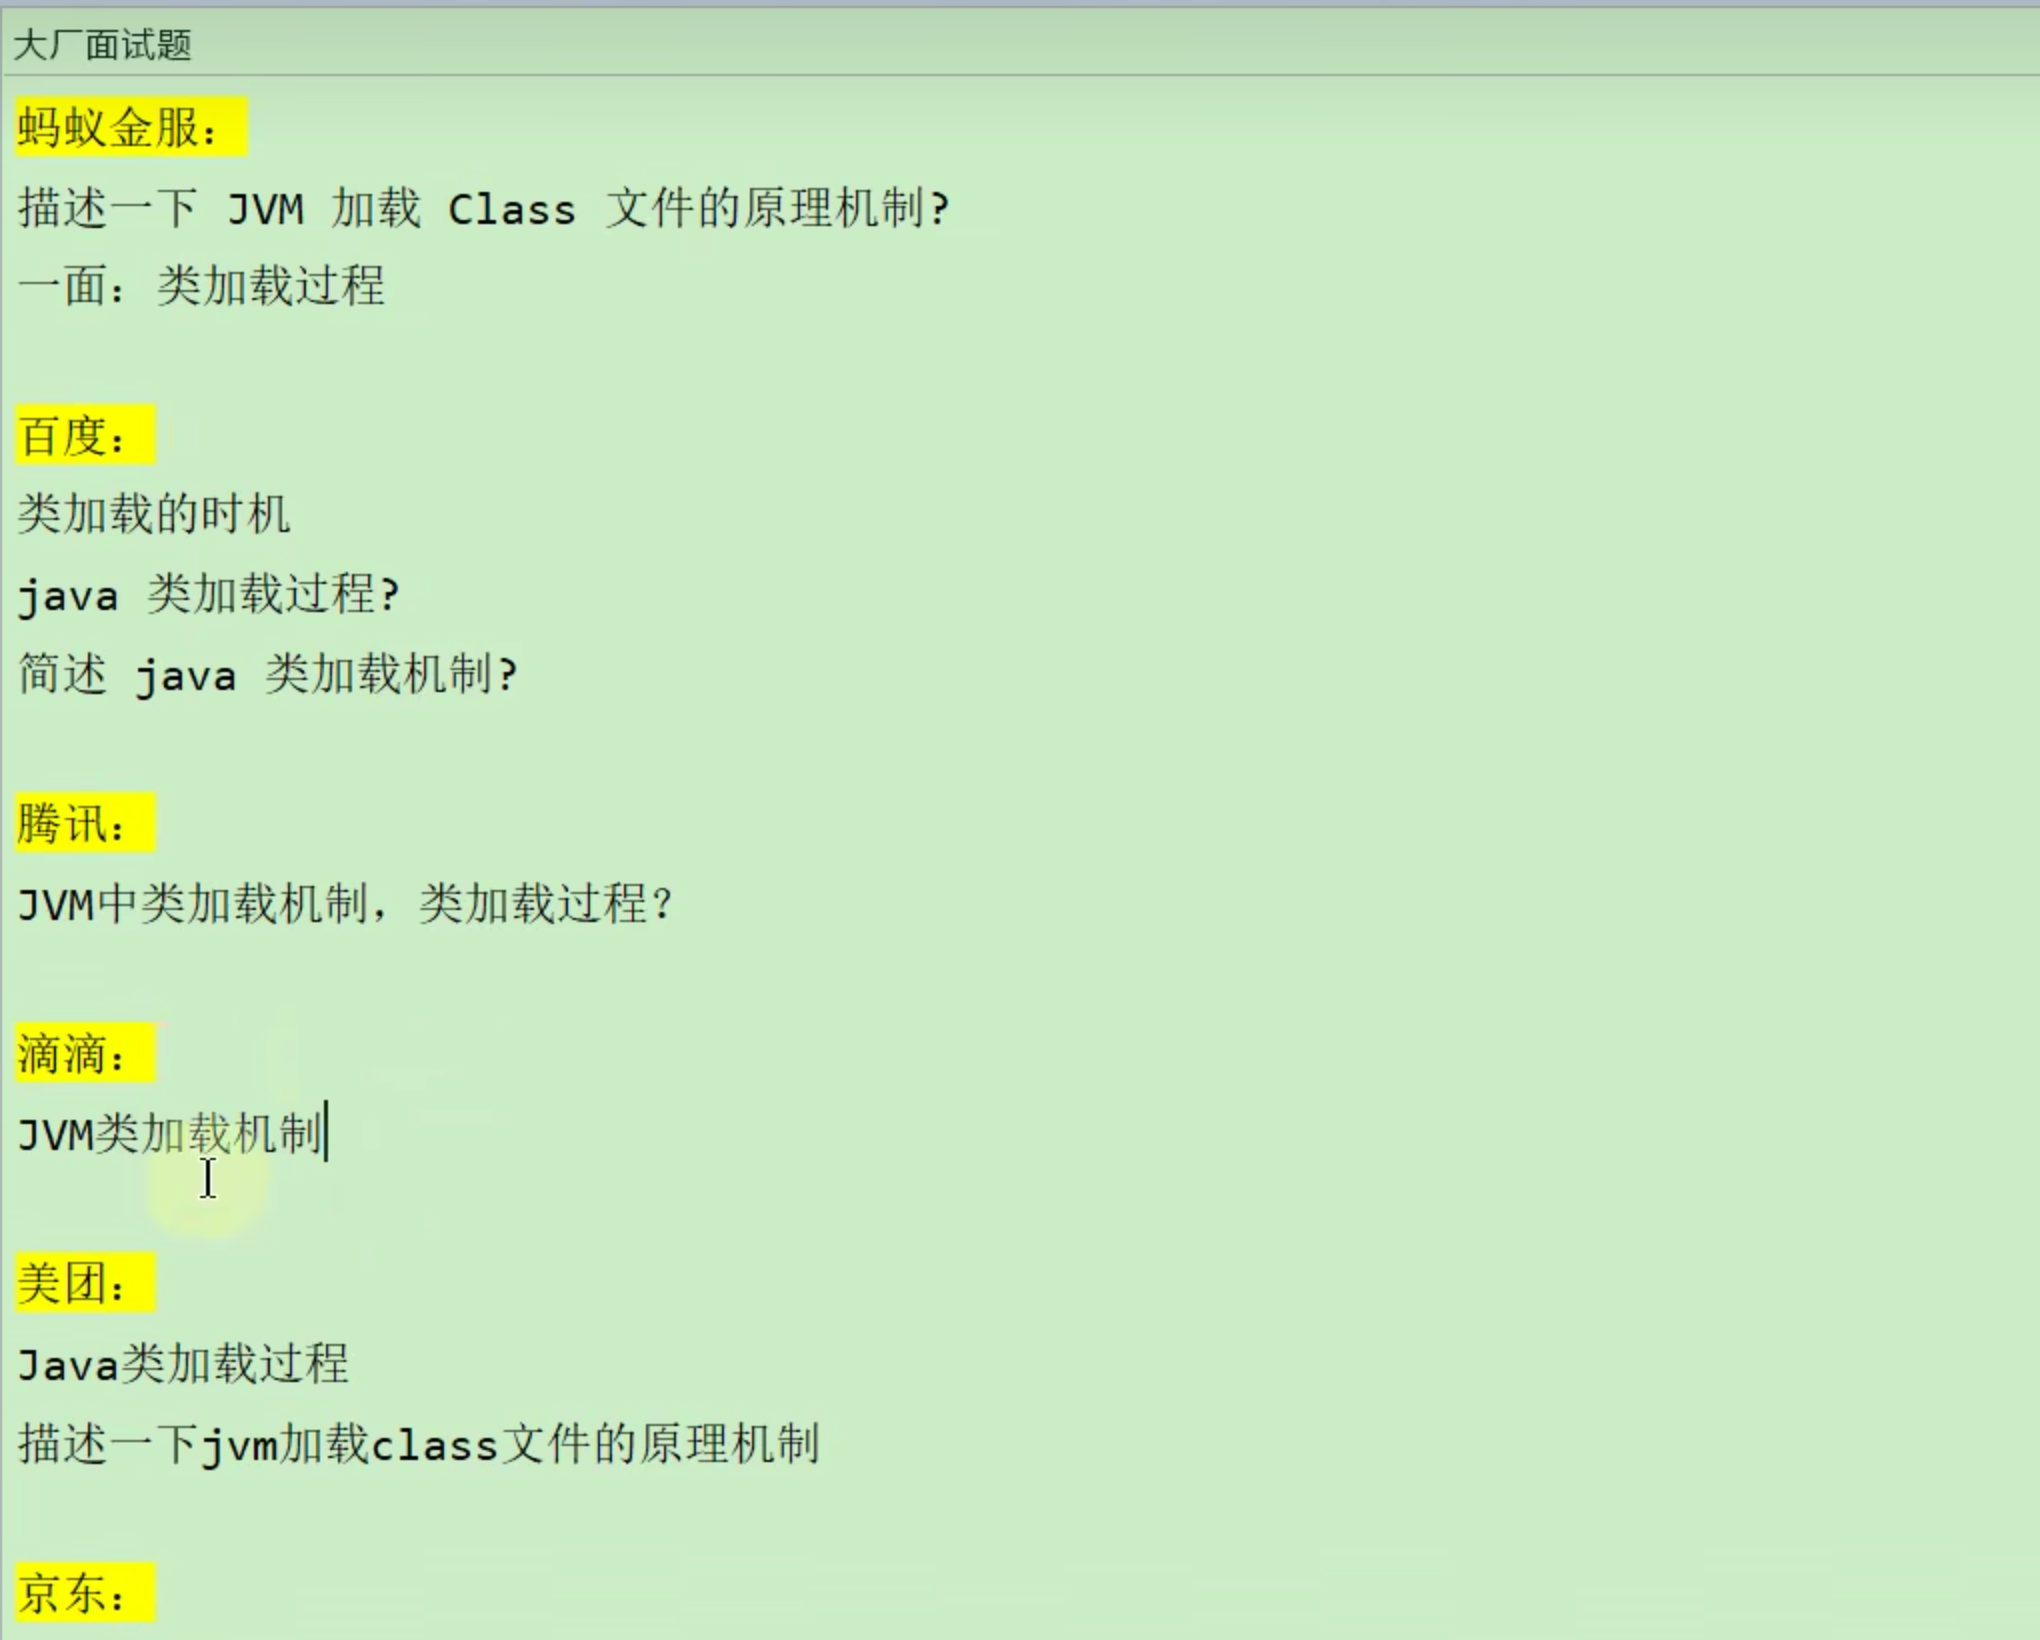 大厂面试题
蚂蚁金服：
描述一下 JVM 加载 Class 文件的原理机制?
一面：类加载过程
百度：
类加载的时机
java 类加载过程?
简述 java 类加载机制?
腾讯：
JVM中类加载机制，类加载过程？
滴滴：
JVM类加载机制
美团：
Java类加载过程
描述一下jvm加载class文件的原理机制
京东：